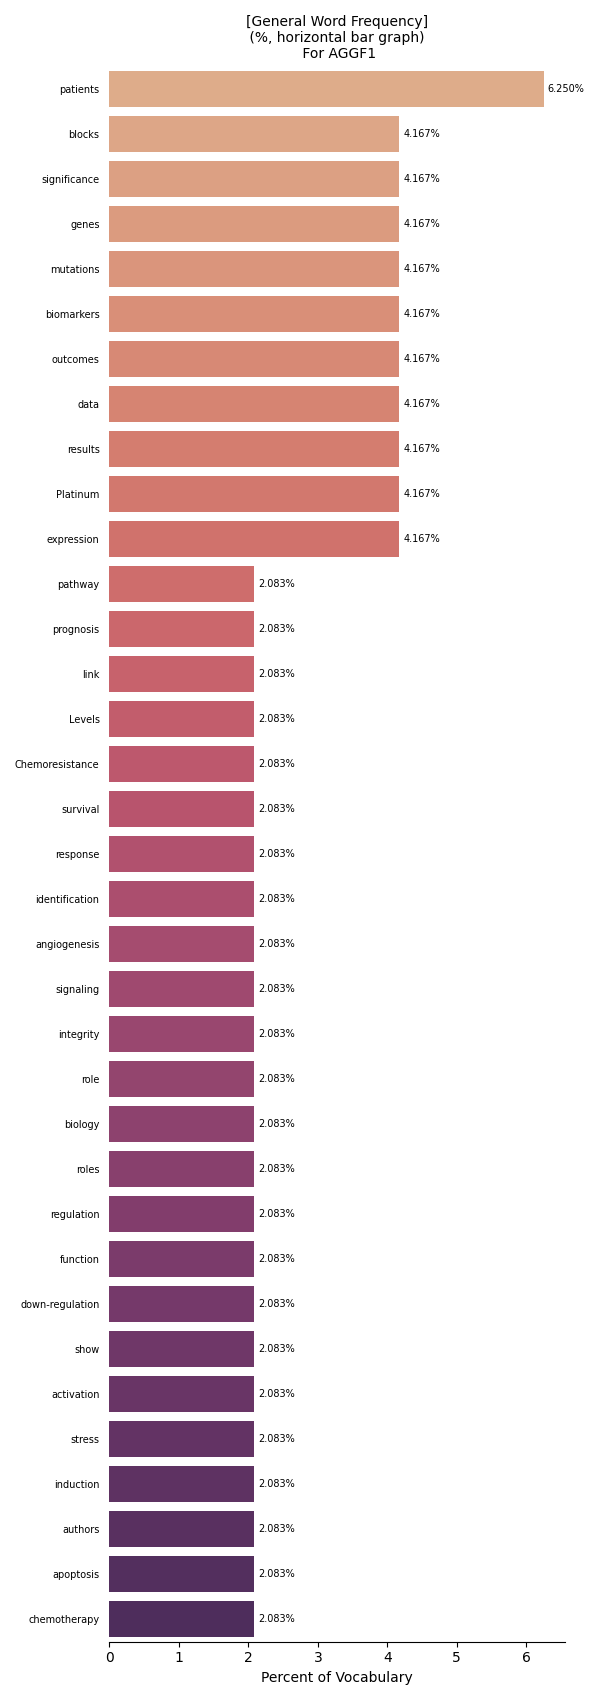 [General Word Frequency]
(%, horizontal bar graph)
For AGGF1
patients 6.250%
blocks 4.167%
significance 4.167%
genes 4.167%
mutations 4.167%
biomarkers 4.167%
outcomes 4.167%
data 4.167%
results 4.167%
Platinum 4.167%
expression 4.167%
pathway 2.083%
prognosis 2.083%
link 2.083%
Levels 2.083%
Chemoresistance 2.083%
survival 2.083%
response 2.083%
identification 2.083%
angiogenesis 2.083%
signaling 2.083%
integrity 2.083%
role 2.083%
biology 2.083%
roles 2.083%
regulation 2.083%
function 2.083%
down-regulation 2.083%
show 2.083%
activation 2.083%
stress 2.083%
induction 2.083%
authors 2.083%
apoptosis 2.083%
chemotherapy 2.083%
0 1 2 3 4 5 6
Percent of Vocabulary